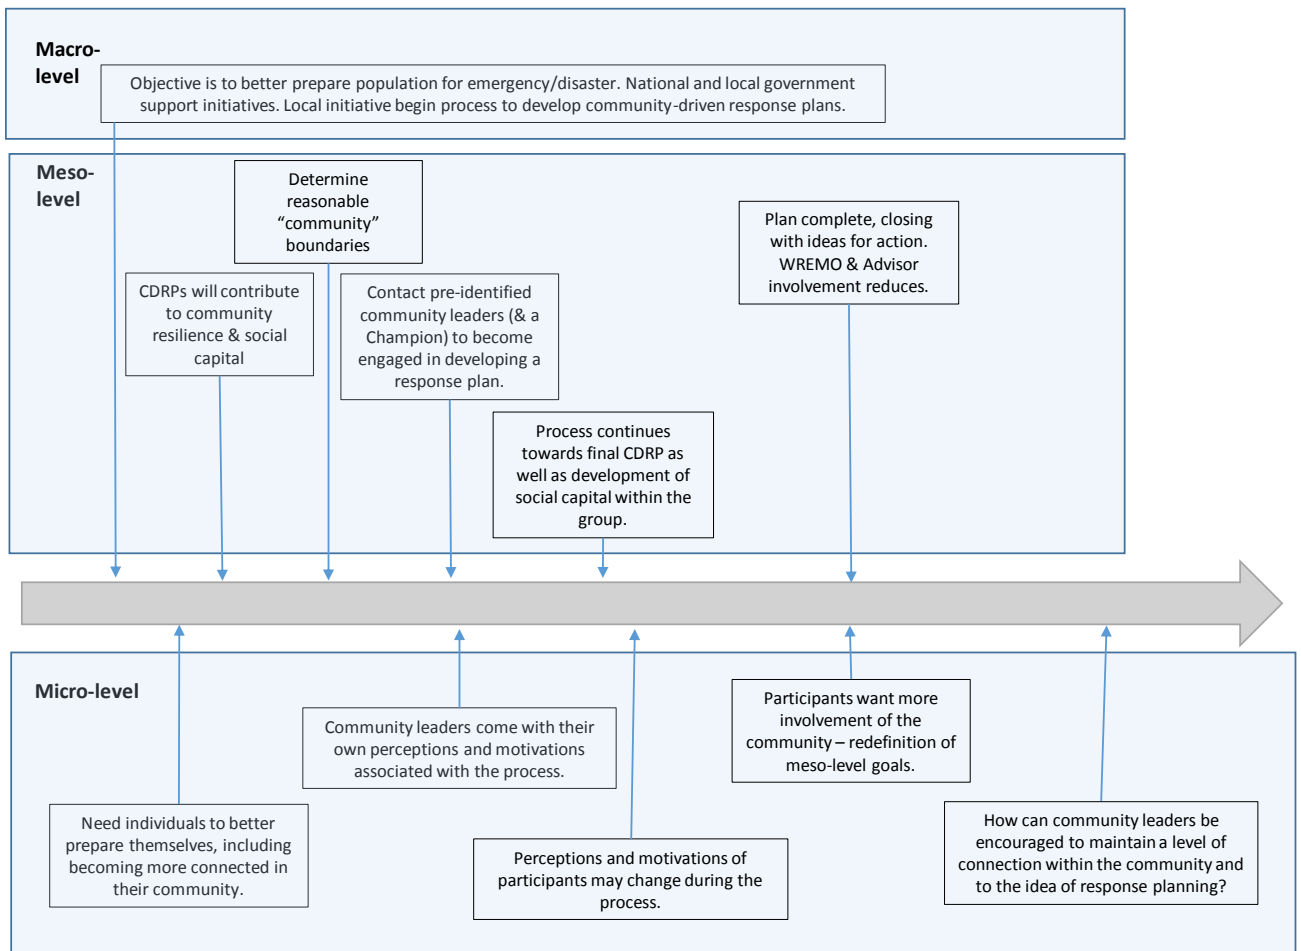 Macro-
level
Objective is to better prepare population for emergency/disaster. National and local government
support initiatives. Local initiative begin process to develop community-driven response plans.
Meso-
level
Determine
reasonable
“community”
boundaries
CDRPs will contribute
to community
resilience & social
capital
Contact pre-identified
community leaders (& a
Champion) to become
engaged in developing a
response plan.
Process continues
towards final CDRP as
well as development of
social capital within the
group.
Plan complete, closing
with ideas for action.
WREMO & Advisor
involvement reduces.
Micro-level
Need individuals to better
prepare themselves, including
becoming more connected in
their community.
Community leaders come with their
own perceptions and motivations
associated with the process.
Perceptions and motivations of
participants may change during the
process.
Participants want more
involvement of the
community – redefinition of
meso-level goals.
How can community leaders be
encouraged to maintain a level of
connection within the community and
to the idea of response planning?